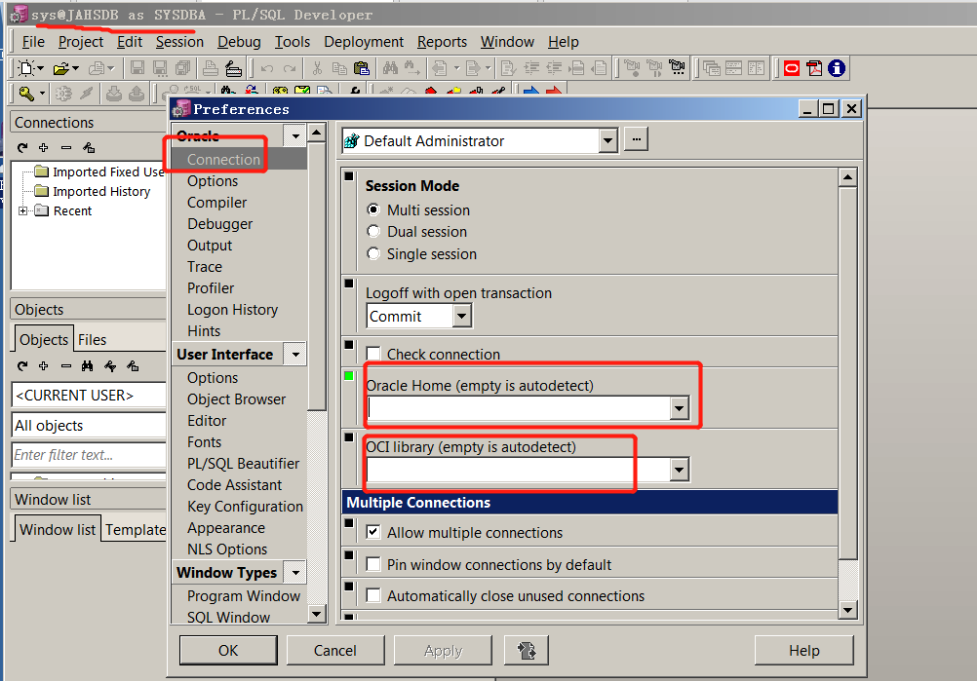 sys@JAHSDB as SYSDBA - PL/SQL Developer
File Project Edit Session Debug Tools Deployment Reports Window Help
Connections
Imported Fixed Use
Imported History
Recent
Objects
Objects Files
<CURRENT USER>
All objects
Enter filter text...
Window list
Window list Template
Preferences
Oracle
Connection
Options
Compiler
Debugger
Output
Trace
Profiler
Logon History
Hints
User Interface
Options
Object Browser
Editor
Fonts
PL/SQL Beautifier
Code Assistant
Key Configuration
Appearance
NLS Options
Window Types
Program Window
SQL Window
Default Administrator
...
Session Mode
Multi session
Dual session
Single session
Logoff with open transaction
Commit
Check connection
Oracle Home (empty is autodetect)
OCI library (empty is autodetect)
Multiple Connections
Allow multiple connections
Pin window connections by default
Automatically close unused connections
OK Cancel Apply Help